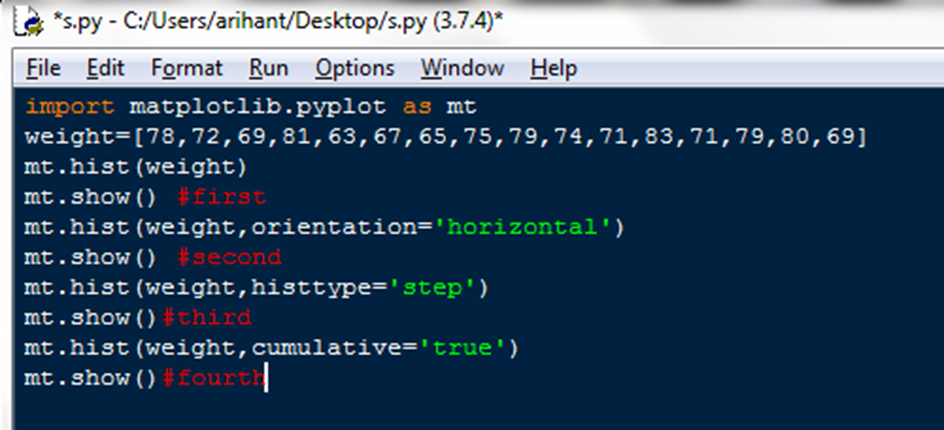 *s.py - C:/Users/arihant/Desktop/s.py (3.7.4)*
File Edit Format Run Options Window Help
import matplotlib.pyplot as mt
weight=[78,72,69,81,63,67,65,75,79,74,71,83,71,79,80,69]
mt.hist(weight)
mt.show() #first
mt.hist(weight,orientation='horizontal')
mt.show() #second
mt.hist(weight,histtype='step')
mt.show()#third
mt.hist(weight,cumulative='true')
mt.show()#fourth